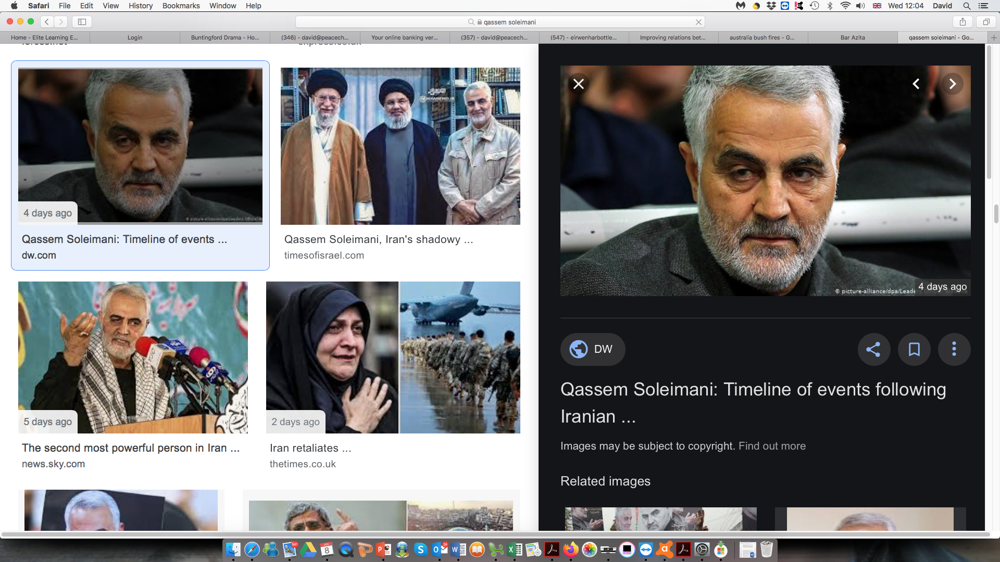 Safari File Edit View History Bookmarks Window Help Wed 12:04 David
qassem soleimani
Home - Elite Learning E... Login Buntingford Drama - Ho... (346) - david@peacech... Your online banking ver... (357) - david@peacech... (547) - eirwenharbottle... Improving relations bet... australia bush fires - G... Bar Azita qassem soleimani - Go...
4 days ago
Qassem Soleimani: Timeline of events ...
dw.com
Qassem Soleimani, Iran's shadowy ...
timesofisrael.com
5 days ago
The second most powerful person in Iran ...
news.sky.com
2 days ago
Iran retaliates ...
thetimes.co.uk
© picture-alliance/dpa/Leade
4 days ago
DW
Qassem Soleimani: Timeline of events following
Iranian ...
Images may be subject to copyright. Find out more
Related images
JAN
8